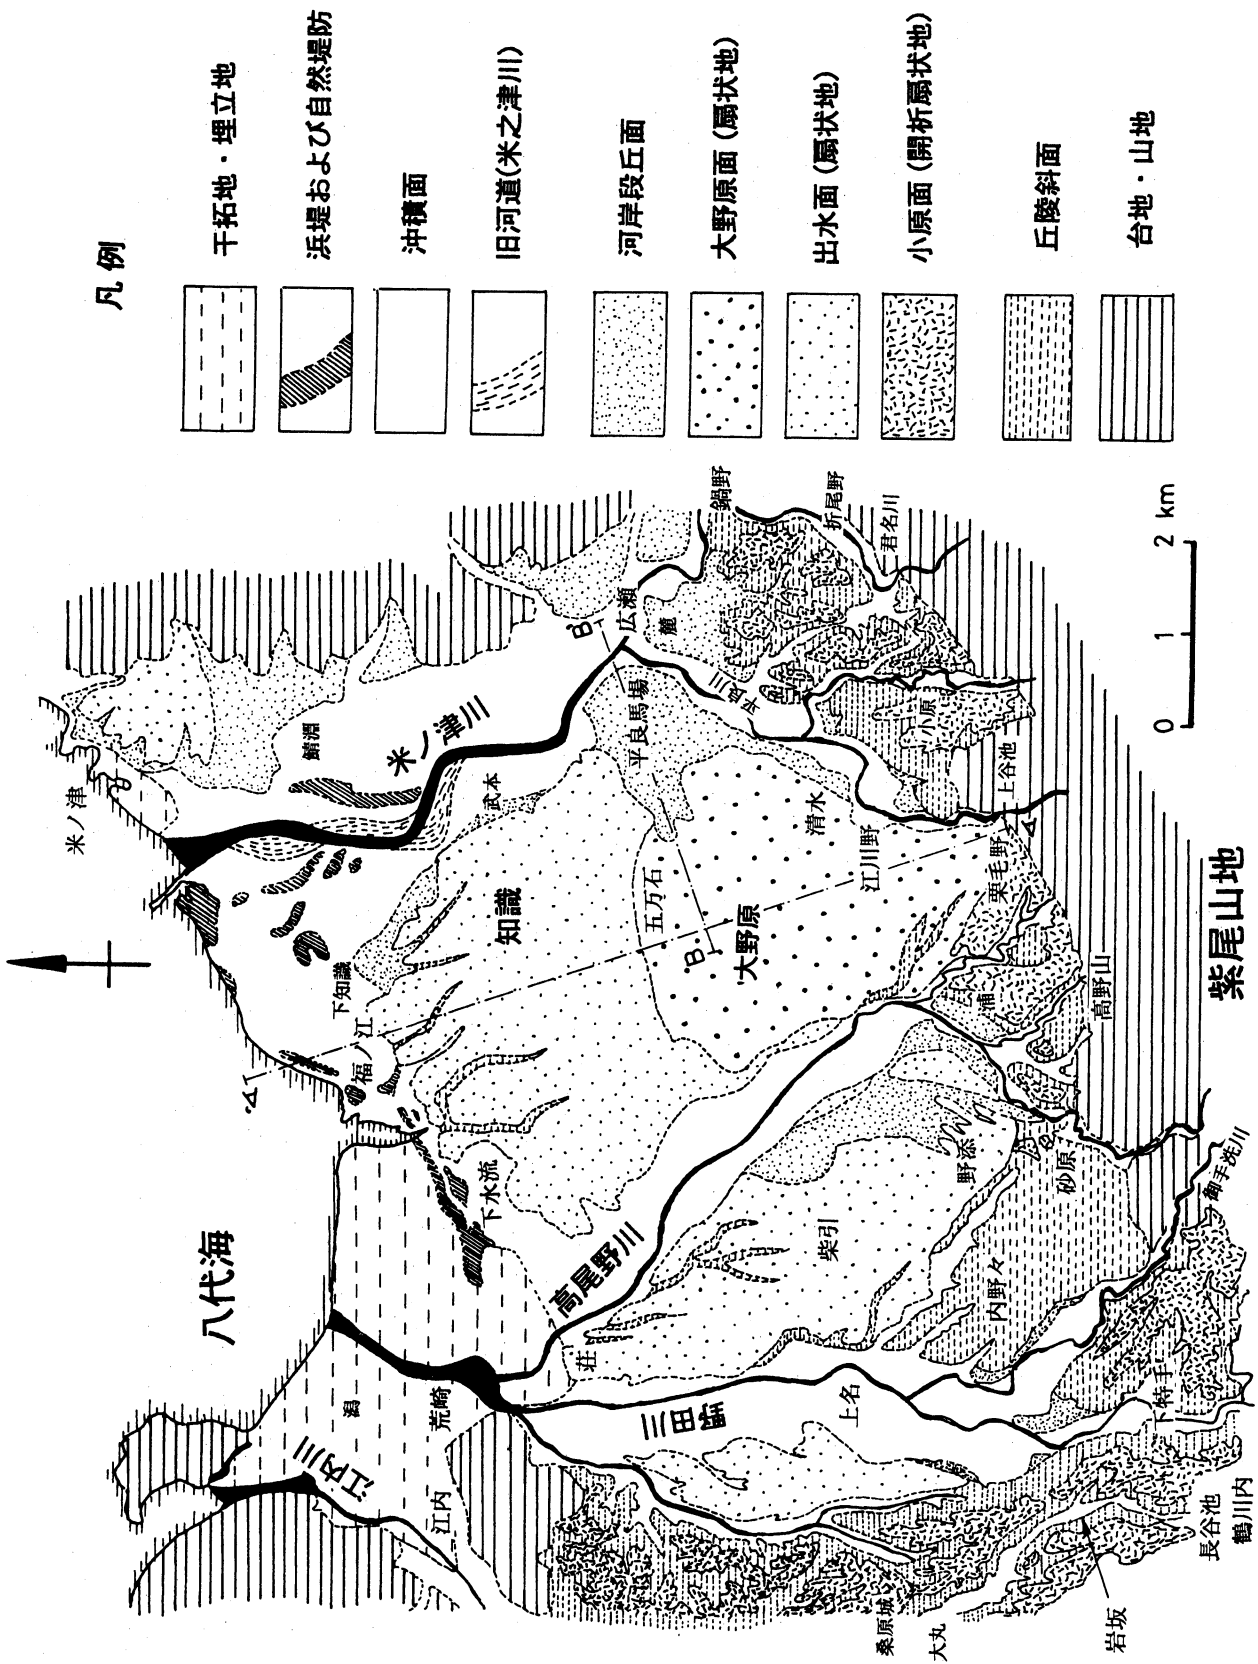 凡例
干拓地・埋立地
浜堤および自然堤防
沖積面
旧河道(米之津川)
河岸段丘面
大野原面(扇状地)
出水面(扇状地)
小原面(開析扇状地)
丘陵斜面
台地・山地
八代海
米ノ津
鯖淵
米ノ津川
武本
広瀬
B'
麓
鍋野
折尾野
君名川
平良川
平良馬場
小原
上谷池
清水
江川野
A
栗毛野
五万石
大野原
B
知識
下知識
福ノ江
A'
下水流
高尾野川
荘
柴引
野添
浦
高野山
砂原
内野々
御手洗川
下特手
上名
野田川
荒崎
潟
江内川
江内
桑原城
大丸
岩坂
長谷池
鶴川内
紫尾山地
0 1 2 km